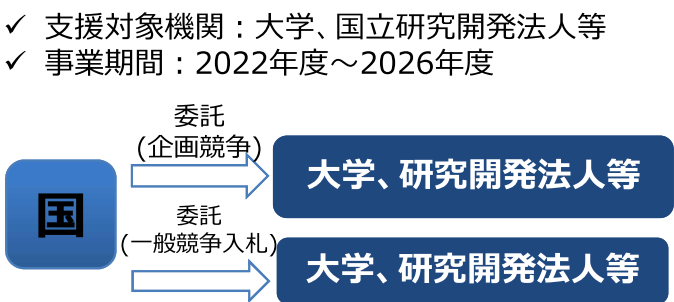 ✓ 支援対象機関：大学、国立研究開発法人等
✓ 事業期間：2022年度～2026年度
委託
(企画競争)
大学、研究開発法人等
国
委託
(一般競争入札)
大学、研究開発法人等